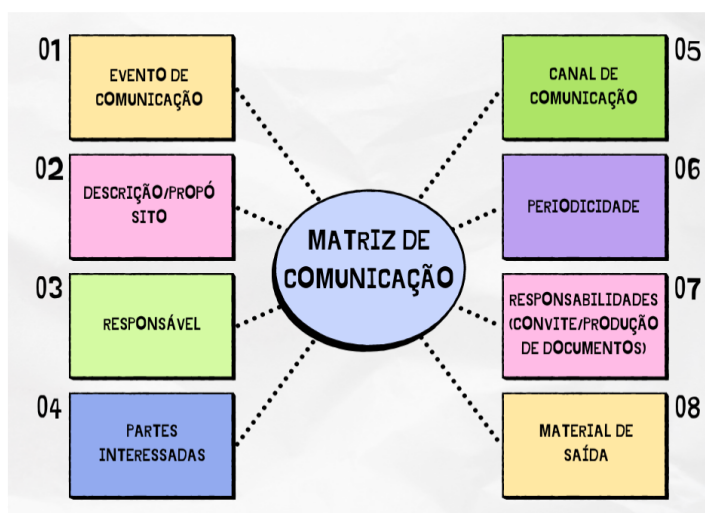 01
EVENTO DE
COMUNICAÇÃO
02
DESCRIÇÃO/PROPÓ
SITO
03
RESPONSÁVEL
04
PARTES
INTERESSADAS
MATRIZ DE
COMUNICAÇÃO
05
CANAL DE
COMUNICAÇÃO
06
PERIODICIDADE
07
RESPONSABILIDADES
(CONVITE/PRODUÇÃO
DE DOCUMENTOS)
08
MATERIAL DE
SAÍDA